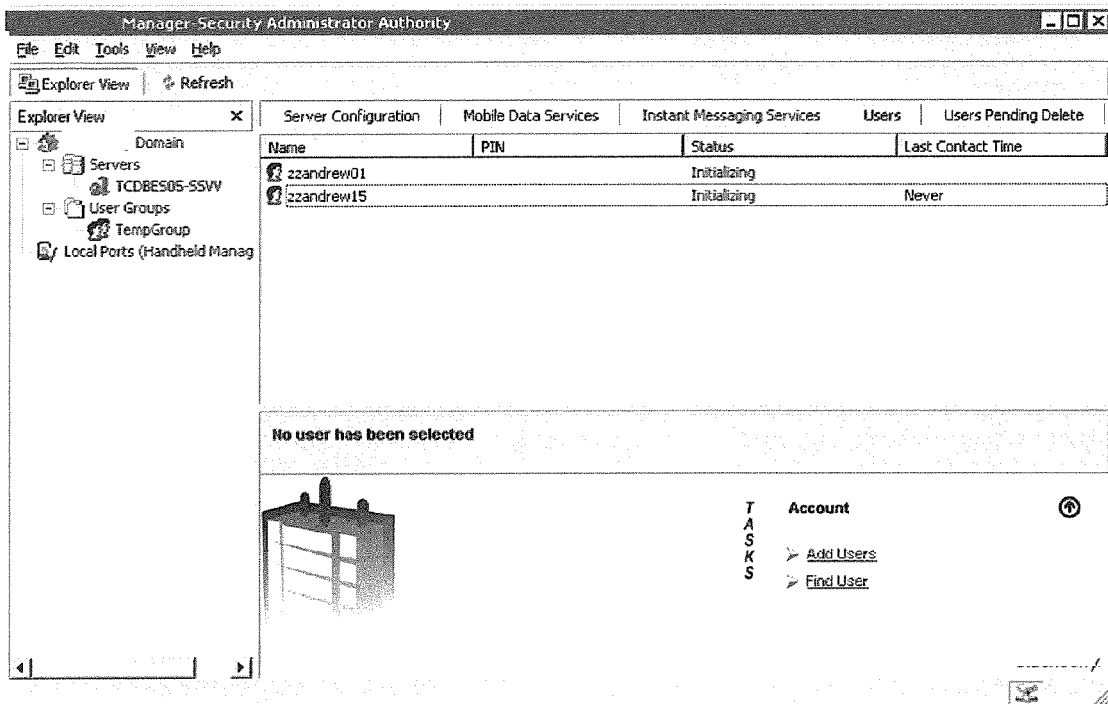 Manager-Security Administrator Authority
File Edit Tools View Help
Explorer View Refresh
Explorer View
Domain
Servers
TCDBES05-SSVV
User Groups
TempGroup
Local Ports (Handheld Manag
Server Configuration Mobile Data Services Instant Messaging Services Users Users Pending Delete
Name PIN Status Last Contact Time
zzandrew01 Initializing
zzandrew15 Initializing Never
No user has been selected
TASKS
Account
Add Users
Find User